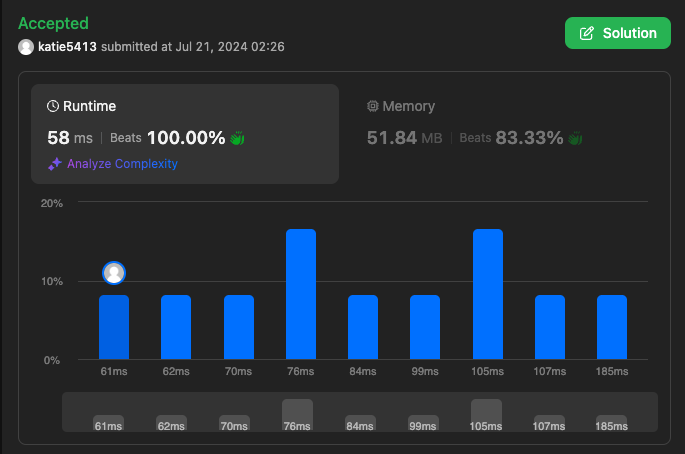 Accepted
katie5413 submitted at Jul 21, 2024 02:26
Solution
Runtime
58 ms | Beats 100.00%
Analyze Complexity
Memory
51.84 MB | Beats 83.33%
20%
10%
0%
61ms 62ms 70ms 76ms 84ms 99ms 105ms 107ms 185ms
61ms 62ms 70ms 76ms 84ms 99ms 105ms 107ms 185ms